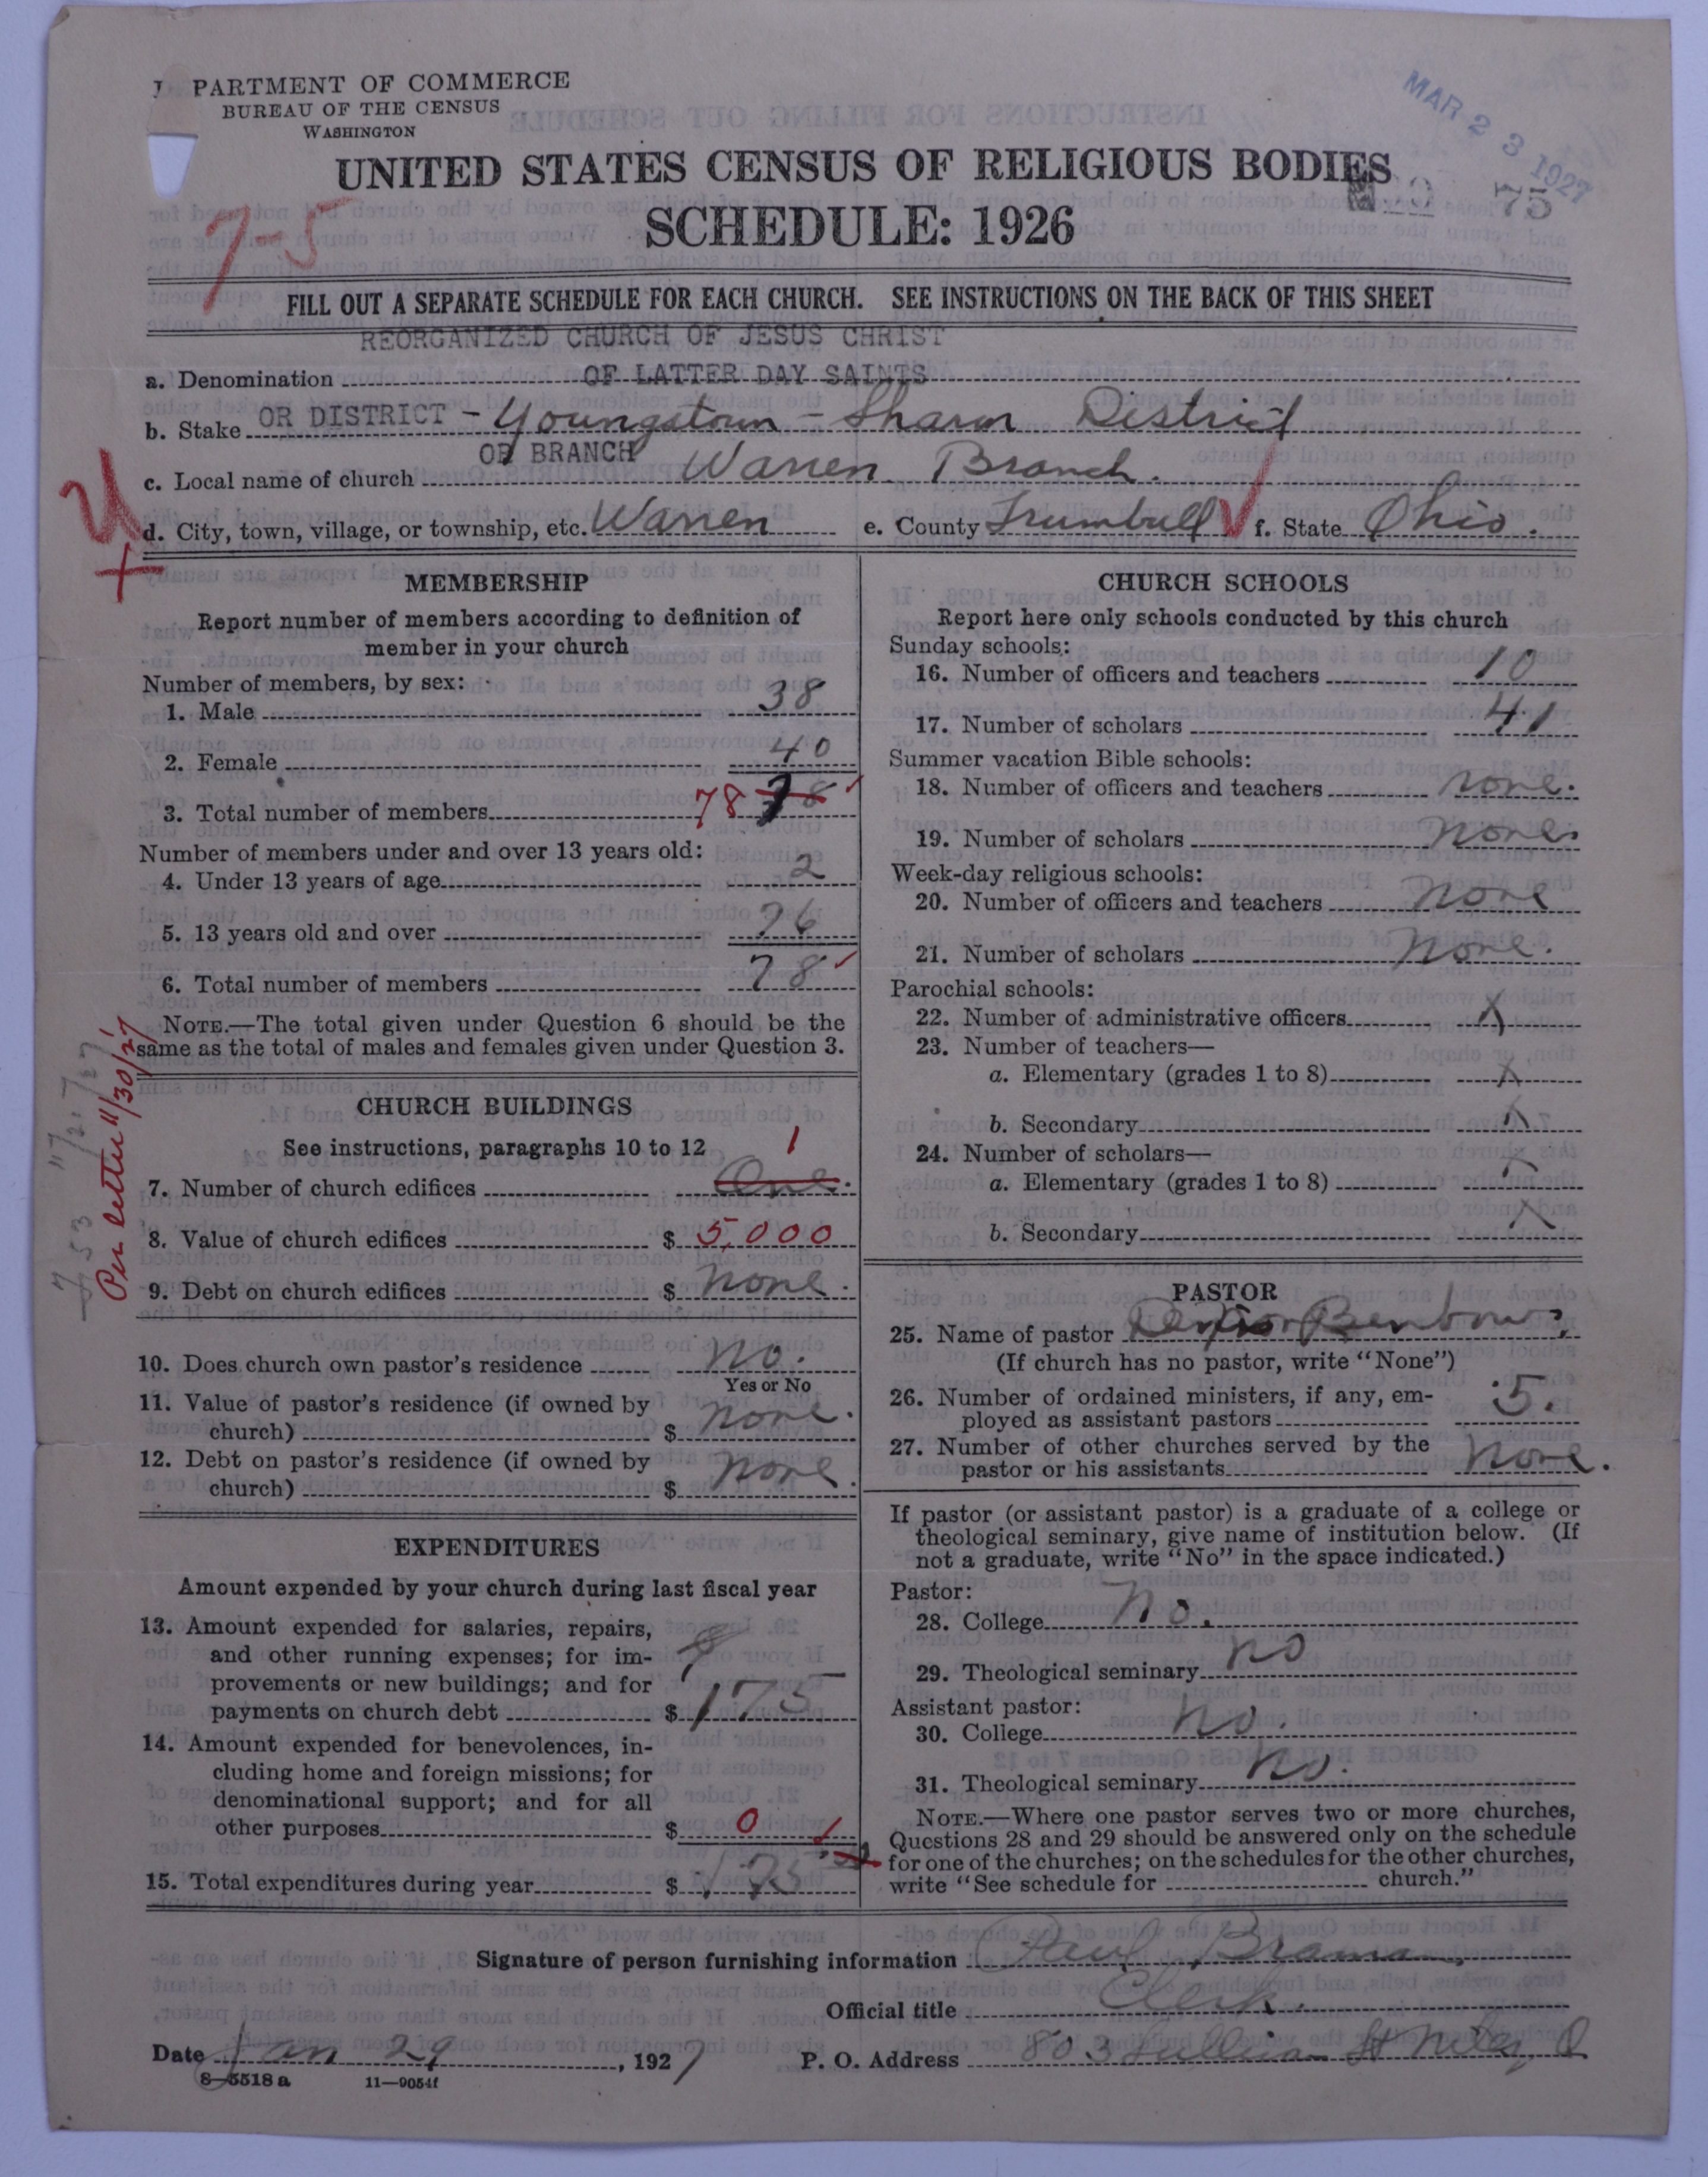 PARTMENT OF COMMERCE
BUREAU OF THE CENSUS
WASHINGTON
MAR 23 1927
UNITED STATES CENSUS OF RELIGIOUS BODIES
SCHEDULE: 1926
75
7-5
FILL OUT A SEPARATE SCHEDULE FOR EACH CHURCH. SEE INSTRUCTIONS ON THE BACK OF THIS SHEET
REORGANIZED CHURCH OF JESUS CHRIST
a. Denomination OF LATTER DAY SAINTS
b. Stake OR DISTRICT - Youngstown - Sharon District
OR BRANCH
c. Local name of church Warren Branch.
d. City, town, village, or township, etc. Warren e. County Trumbull f. State Ohio.
MEMBERSHIP
Report number of members according to definition of
member in your church
Number of members, by sex:
1. Male 38
2. Female 40
3. Total number of members 78
Number of members under and over 13 years old:
4. Under 13 years of age 2
5. 13 years old and over 76
6. Total number of members 78
NOTE.—The total given under Question 6 should be the
same as the total of males and females given under Question 3.
Per letter 11/30/27
CHURCH BUILDINGS
See instructions, paragraphs 10 to 12
1
7. Number of church edifices One.
8. Value of church edifices $ 5,000
9. Debt on church edifices $ none.
10. Does church own pastor's residence no.
Yes or No
11. Value of pastor's residence (if owned by
church) $ none.
12. Debt on pastor's residence (if owned by
church) $ none.
EXPENDITURES
Amount expended by your church during last fiscal year
13. Amount expended for salaries, repairs,
and other running expenses; for im-
provements or new buildings; and for
payments on church debt $ 175
14. Amount expended for benevolences, in-
cluding home and foreign missions; for
denominational support; and for all
other purposes $ 0
15. Total expenditures during year $ 175
CHURCH SCHOOLS
Report here only schools conducted by this church
Sunday schools:
16. Number of officers and teachers 10
17. Number of scholars 41
Summer vacation Bible schools:
18. Number of officers and teachers none.
19. Number of scholars none.
Week-day religious schools:
20. Number of officers and teachers none
21. Number of scholars none.
Parochial schools:
22. Number of administrative officers X
23. Number of teachers—
a. Elementary (grades 1 to 8) X
b. Secondary X
24. Number of scholars—
a. Elementary (grades 1 to 8) X
b. Secondary X
PASTOR
25. Name of pastor Benbow
(If church has no pastor, write "None")
26. Number of ordained ministers, if any, em-
ployed as assistant pastors 5.
27. Number of other churches served by the
pastor or his assistants none.
If pastor (or assistant pastor) is a graduate of a college or
theological seminary, give name of institution below. (If
not a graduate, write "No" in the space indicated.)
Pastor:
28. College no.
29. Theological seminary no
Assistant pastor:
30. College no.
31. Theological seminary no.
NOTE.—Where one pastor serves two or more churches,
Questions 28 and 29 should be answered only on the schedule
for one of the churches; on the schedules for the other churches,
write "See schedule for church."
Signature of person furnishing information Paul
Official title Clerk.
Date Jan 29, 1927 P. O. Address 803 St Niles, O
8—5518 a 11—9054f